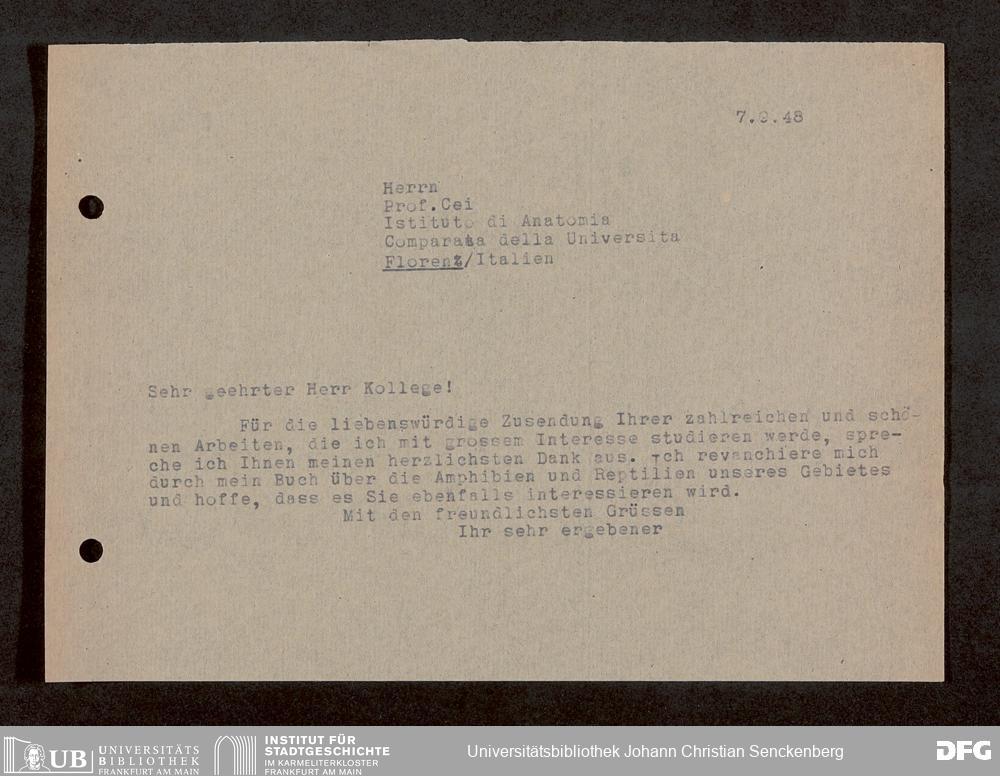 7.9.48
Herrn
Prof.Cei
Istituto di Anatomia
Comparata della Universita
Florenz/Italien
Sehr geehrter Herr Kollege!
Für die liebenswürdige Zusendung Ihrer zahlreichen und schö-
nen Arbeiten, die ich mit grossem Interesse studieren werde, spre-
che ich Ihnen meinen herzlichsten Dank aus. Ich revanchiere mich
durch mein Buch über die Amphibien und Reptilien unseres Gebietes
und hoffe, dass es Sie ebenfalls interessieren wird.
Mit den freundlichsten Grüssen
Ihr sehr ergebener
UB UNIVERSITÄTS
BIBLIOTHEK
FRANKFURT AM MAIN
INSTITUT FÜR
STADTGESCHICHTE
IM KARMELITERKLOSTER
FRANKFURT AM MAIN
Universitätsbibliothek Johann Christian Senckenberg
DFG